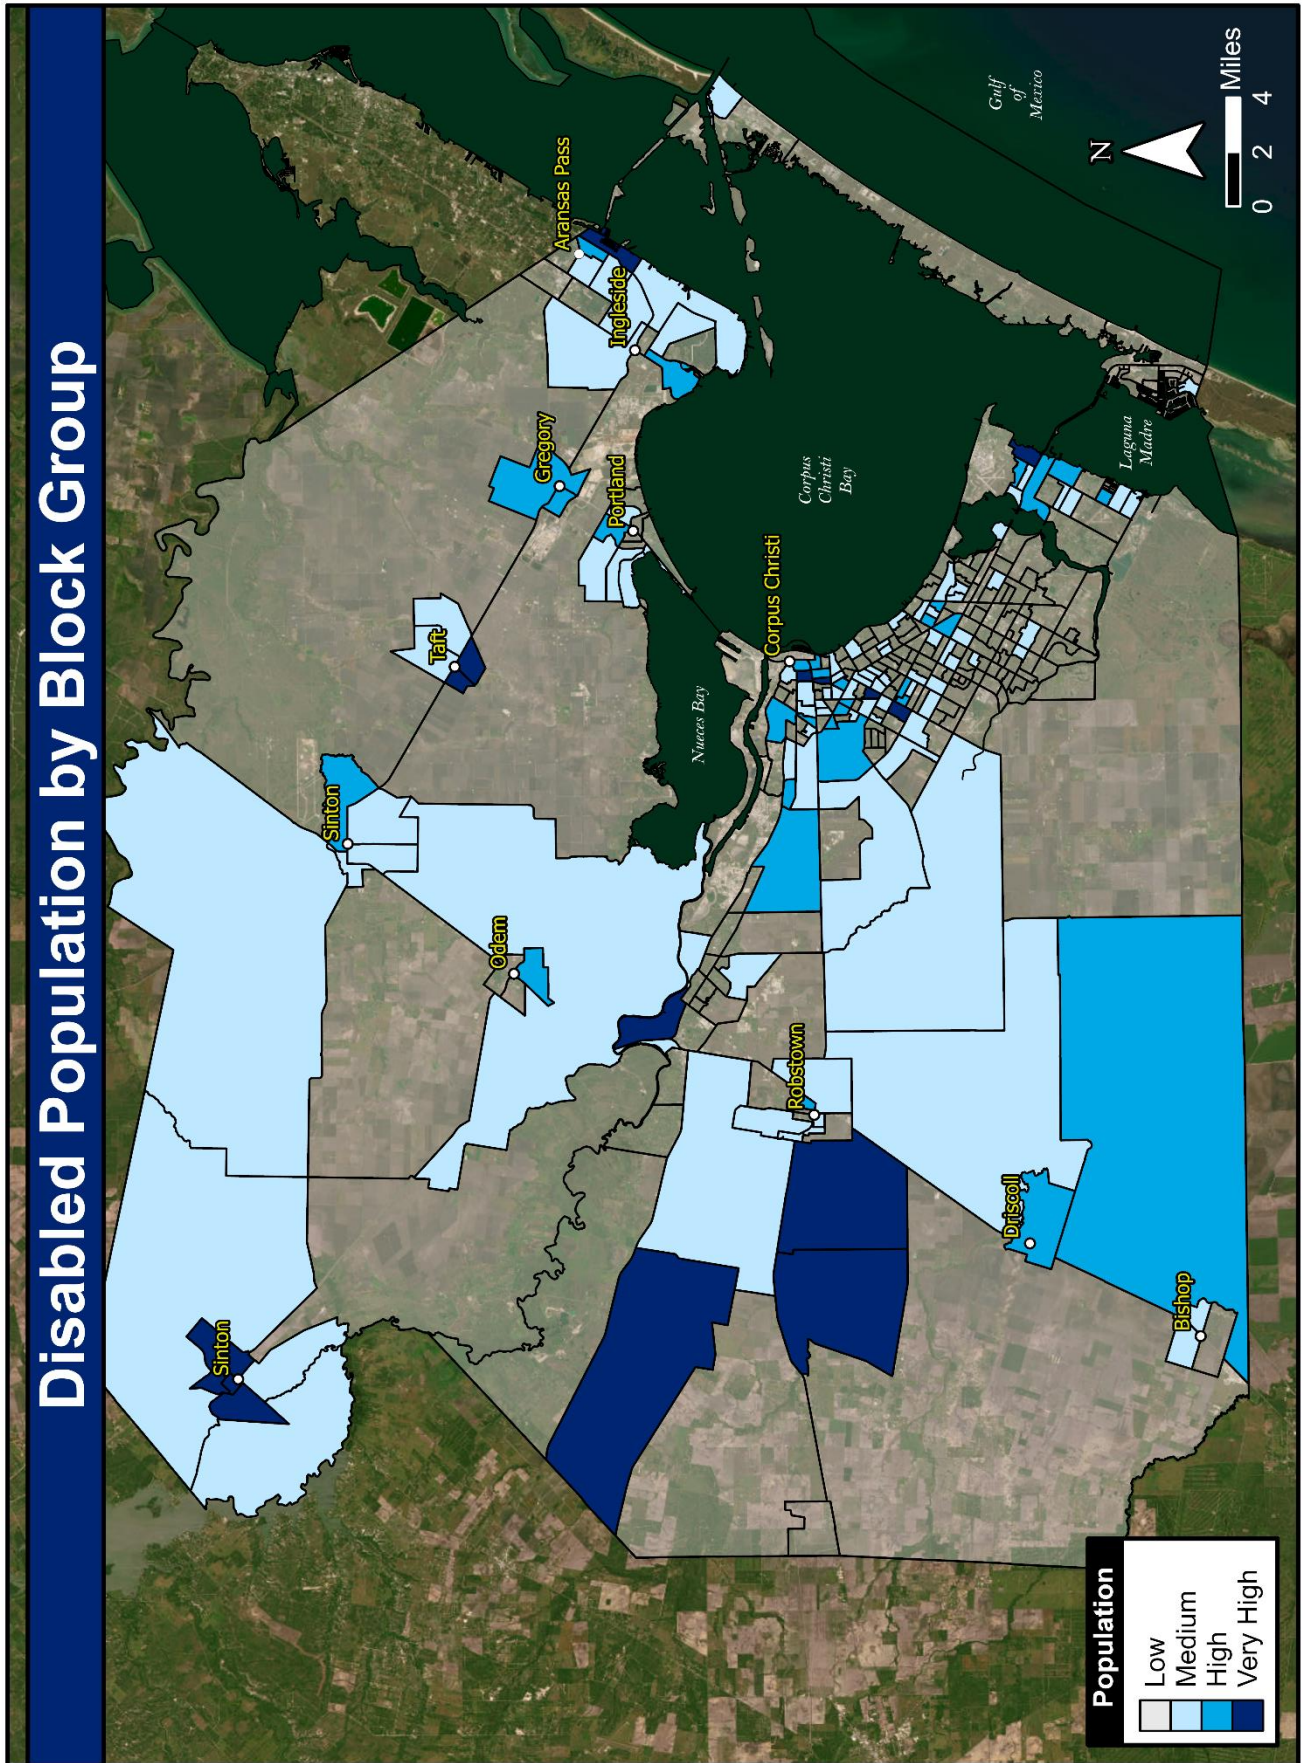 Disabled Population by Block Group
Sinton
Sinton
Taft
Odem
Gregory
Aransas Pass
Ingleside
Portland
Nueces Bay
Corpus
Christi
Bay
Corpus Christi
Robstown
Driscoll
Bishop
Laguna
Madre
Gulf
of
Mexico
N
Miles
0 2 4
Population
Low
Medium
High
Very High